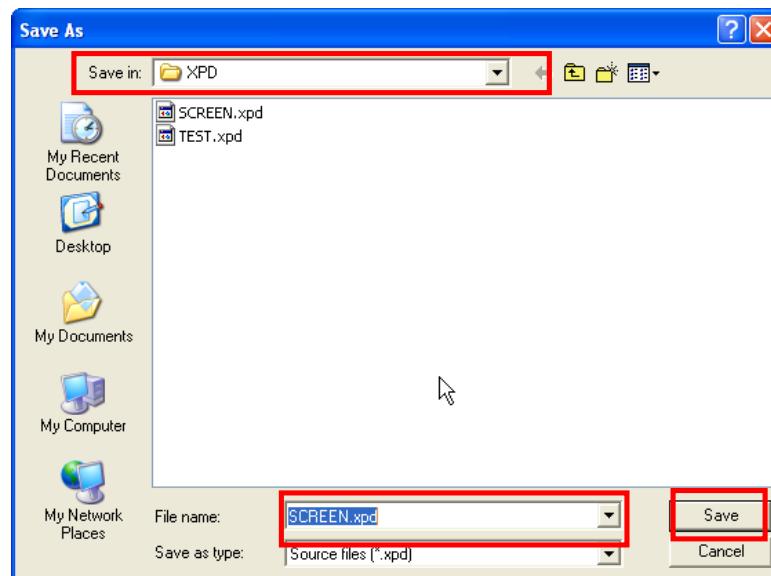 Save As
Save in: XPD
SCREEN.xpd
TEST.xpd
My Recent
Documents
Desktop
My Documents
My Computer
My Network
Places
File name: SCREEN.xpd Save
Save as type: Source files (*.xpd) Cancel